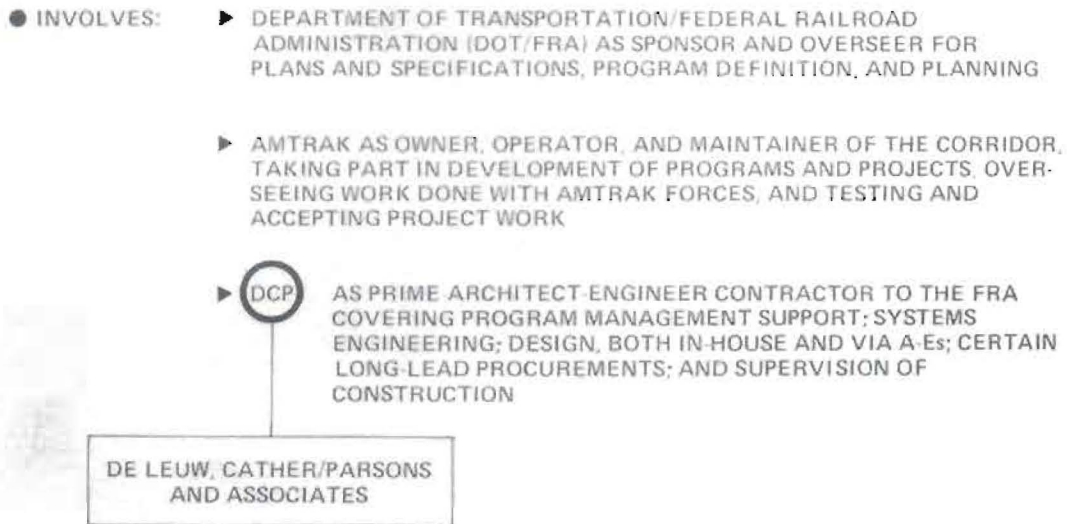 ● INVOLVES: ▶ DEPARTMENT OF TRANSPORTATION/FEDERAL RAILROAD
ADMINISTRATION (DOT/FRA) AS SPONSOR AND OVERSEER FOR
PLANS AND SPECIFICATIONS, PROGRAM DEFINITION, AND PLANNING
▶ AMTRAK AS OWNER, OPERATOR, AND MAINTAINER OF THE CORRIDOR,
TAKING PART IN DEVELOPMENT OF PROGRAMS AND PROJECTS, OVER-
SEEING WORK DONE WITH AMTRAK FORCES, AND TESTING AND
ACCEPTING PROJECT WORK
▶ DCP AS PRIME ARCHITECT-ENGINEER CONTRACTOR TO THE FRA
COVERING PROGRAM MANAGEMENT SUPPORT; SYSTEMS
ENGINEERING; DESIGN, BOTH IN-HOUSE AND VIA A-Es; CERTAIN
LONG-LEAD PROCUREMENTS; AND SUPERVISION OF
CONSTRUCTION
DE LEUW, CATHER/PARSONS
AND ASSOCIATES